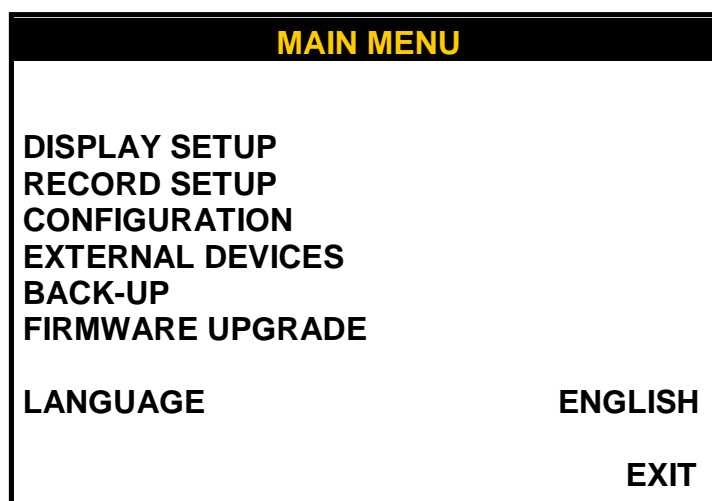 MAIN MENU
DISPLAY SETUP
RECORD SETUP
CONFIGURATION
EXTERNAL DEVICES
BACK-UP
FIRMWARE UPGRADE
LANGUAGE ENGLISH
EXIT